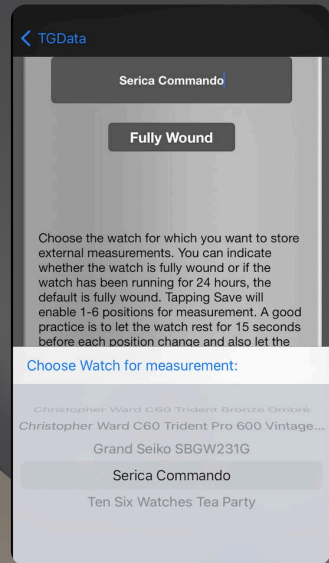 TGData
Serica Commando
Fully Wound
Choose the watch for which you want to store
external measurements. You can indicate
whether the watch is fully wound or if the
watch has been running for 24 hours, the
default is fully wound. Tapping Save will
enable 1-6 positions for measurement. A good
practice is to let the watch rest for 15 seconds
before each position change and also let the
Choose Watch for measurement:
Christopher Ward C60 Trident Bronze Ombré
Christopher Ward C60 Trident Pro 600 Vintage...
Grand Seiko SBGW231G
Serica Commando
Ten Six Watches Tea Party